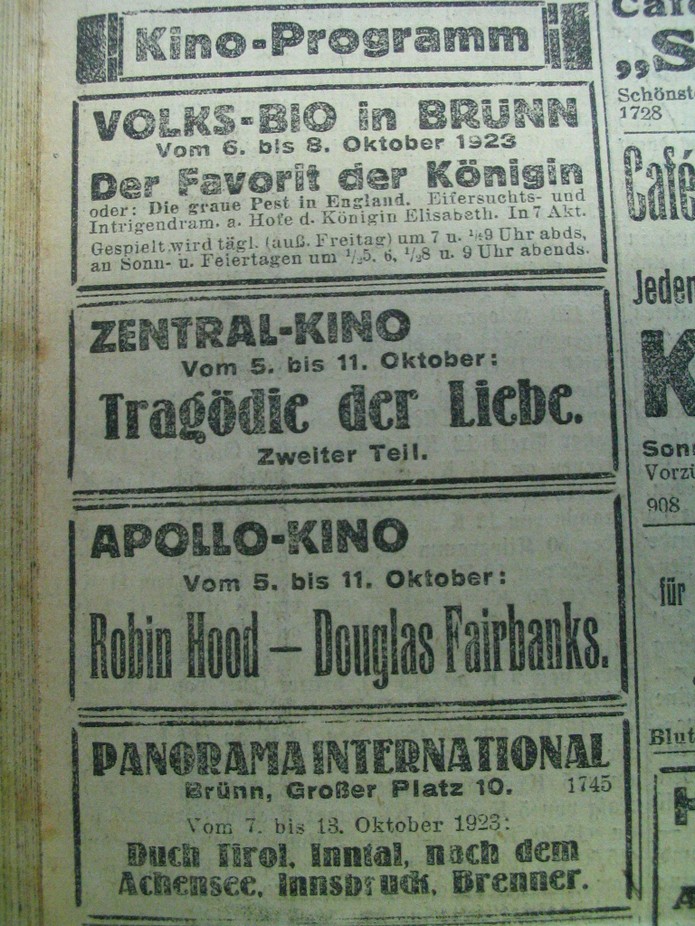 Kino-Programm
VOLKS-BIO in BRÜNN
Vom 6. bis 8. Oktober 1923
Der Favorit der Königin
oder: Die graue Pest in England. Eifersuchts- und
Intrigendram. a. Hofe d. Königin Elisabeth. In 7 Akt.
Gespielt wird tägl. (auß. Freitag) um 7 u. ½9 Uhr abds,
an Sonn- u. Feiertagen um ½5, 6, ½8 u. 9 Uhr abends.
ZENTRAL-KINO
Vom 5. bis 11. Oktober:
Tragödie der Liebe.
Zweiter Teil.
APOLLO-KINO
Vom 5. bis 11. Oktober:
Robin Hood — Douglas Fairbanks.
PANORAMA INTERNATIONAL
Brünn, Großer Platz 10. 1745
Vom 7. bis 13. Oktober 1923:
Duch Tirol, Inntal, nach dem
Achensee, Innsbruck, Brenner.
Café
„S
Schönst
1728
Café
Jeder
K
Sonn
Vorzü
908
für
Blut